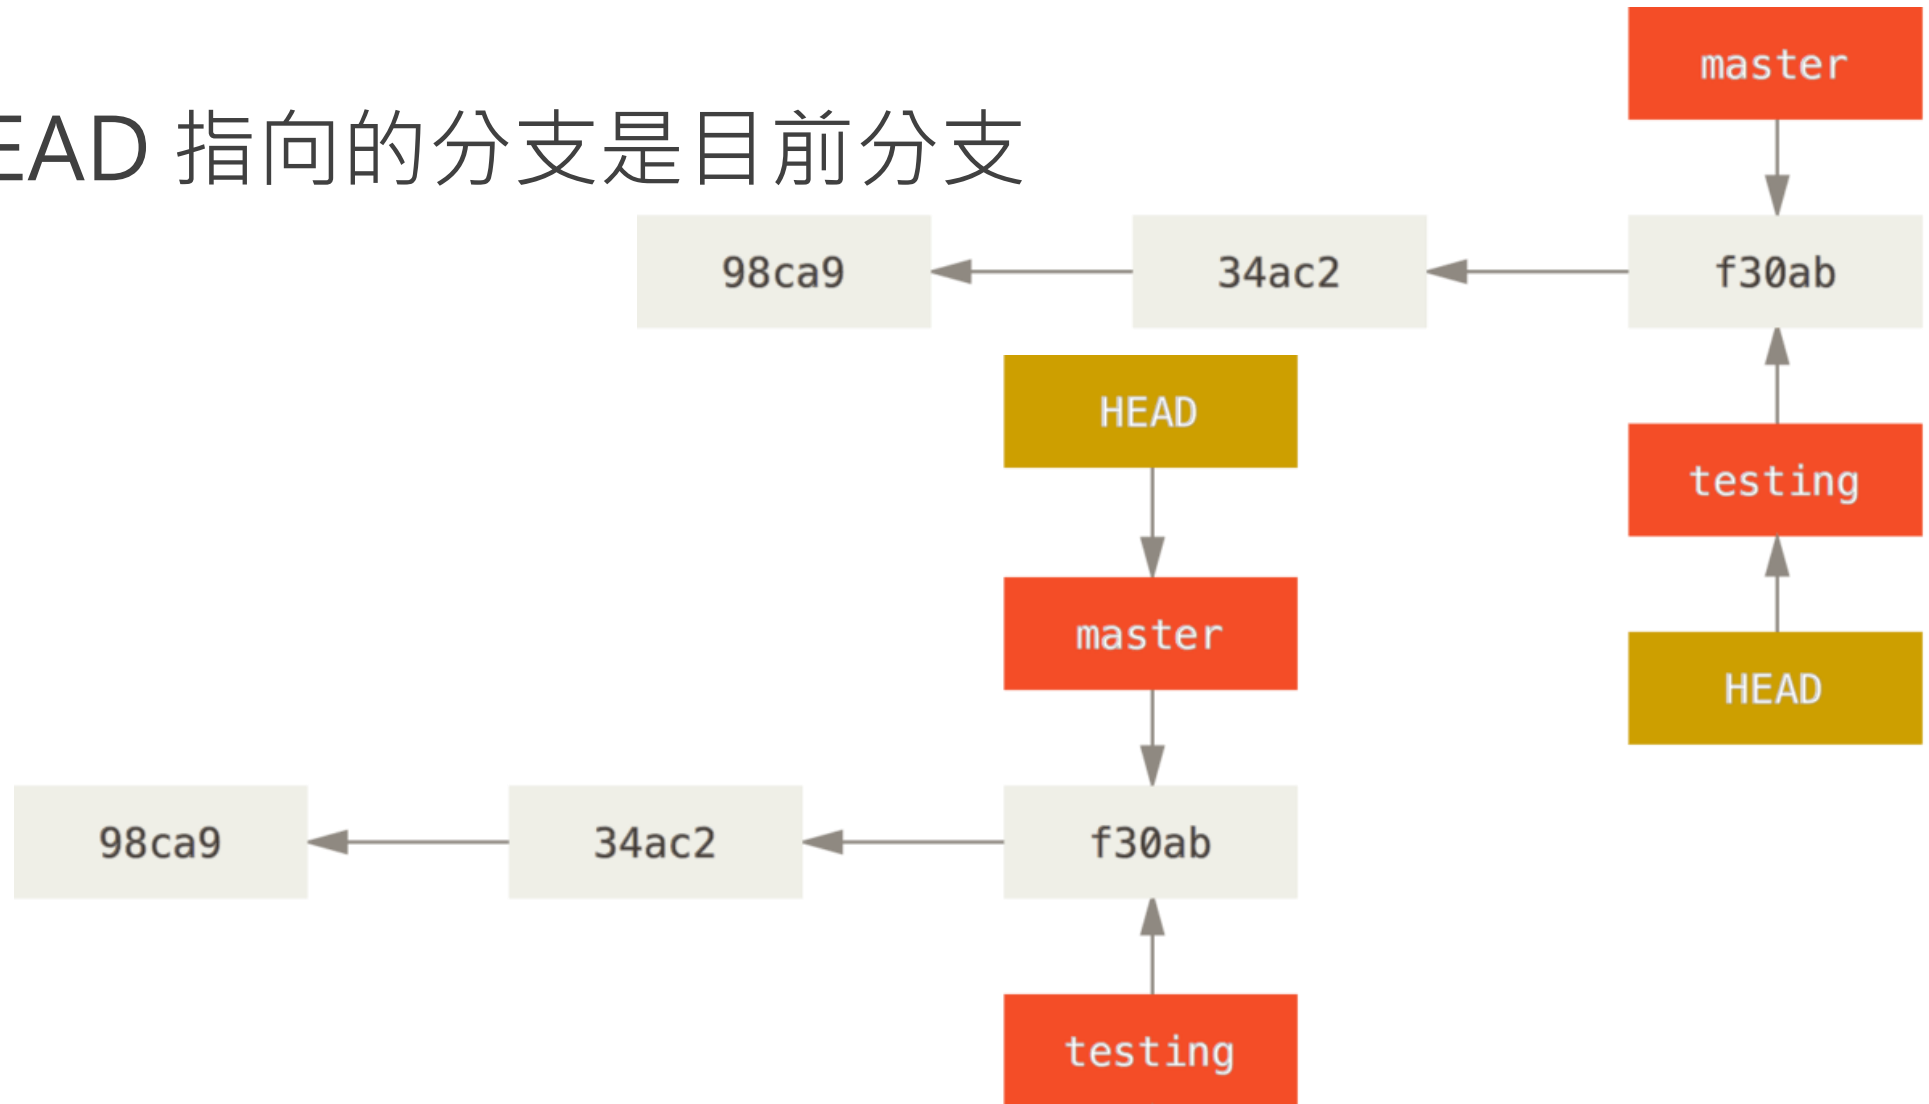 EAD 指向的分支是目前分支
master
98ca9
34ac2
f30ab
HEAD
testing
master
HEAD
98ca9
34ac2
f30ab
testing